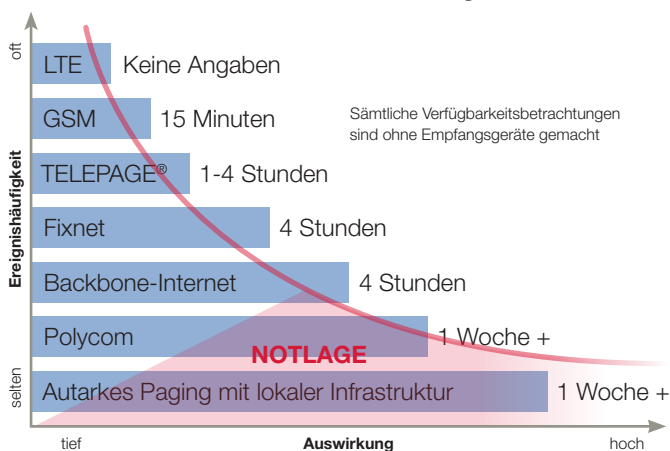 oft
LTE Keine Angaben
GSM 15 Minuten
Sämtliche Verfügbarkeitsbetrachtungen
sind ohne Empfangsgeräte gemacht
TELEPAGE® 1-4 Stunden
Fixnet 4 Stunden
Ereignishäufigkeit
Backbone-Internet 4 Stunden
Polycom 1 Woche +
NOTLAGE
selten
Autarkes Paging mit lokaler Infrastruktur 1 Woche +
tief Auswirkung hoch